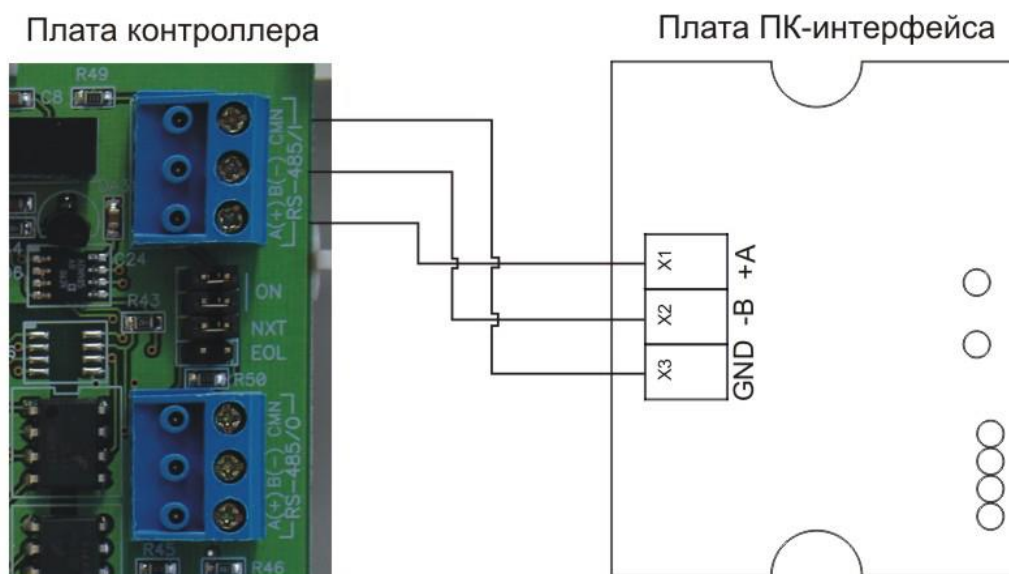 Плата контроллера
Плата ПК-интерфейса
R49
C8
A(+) B(-) CMN
RS-485/I
C24
ON
R43
NXT
EOL
R50
A(+) B(-) CMN
RS-485/O
R45
R46
X1 +A
X2 -B
X3 GND